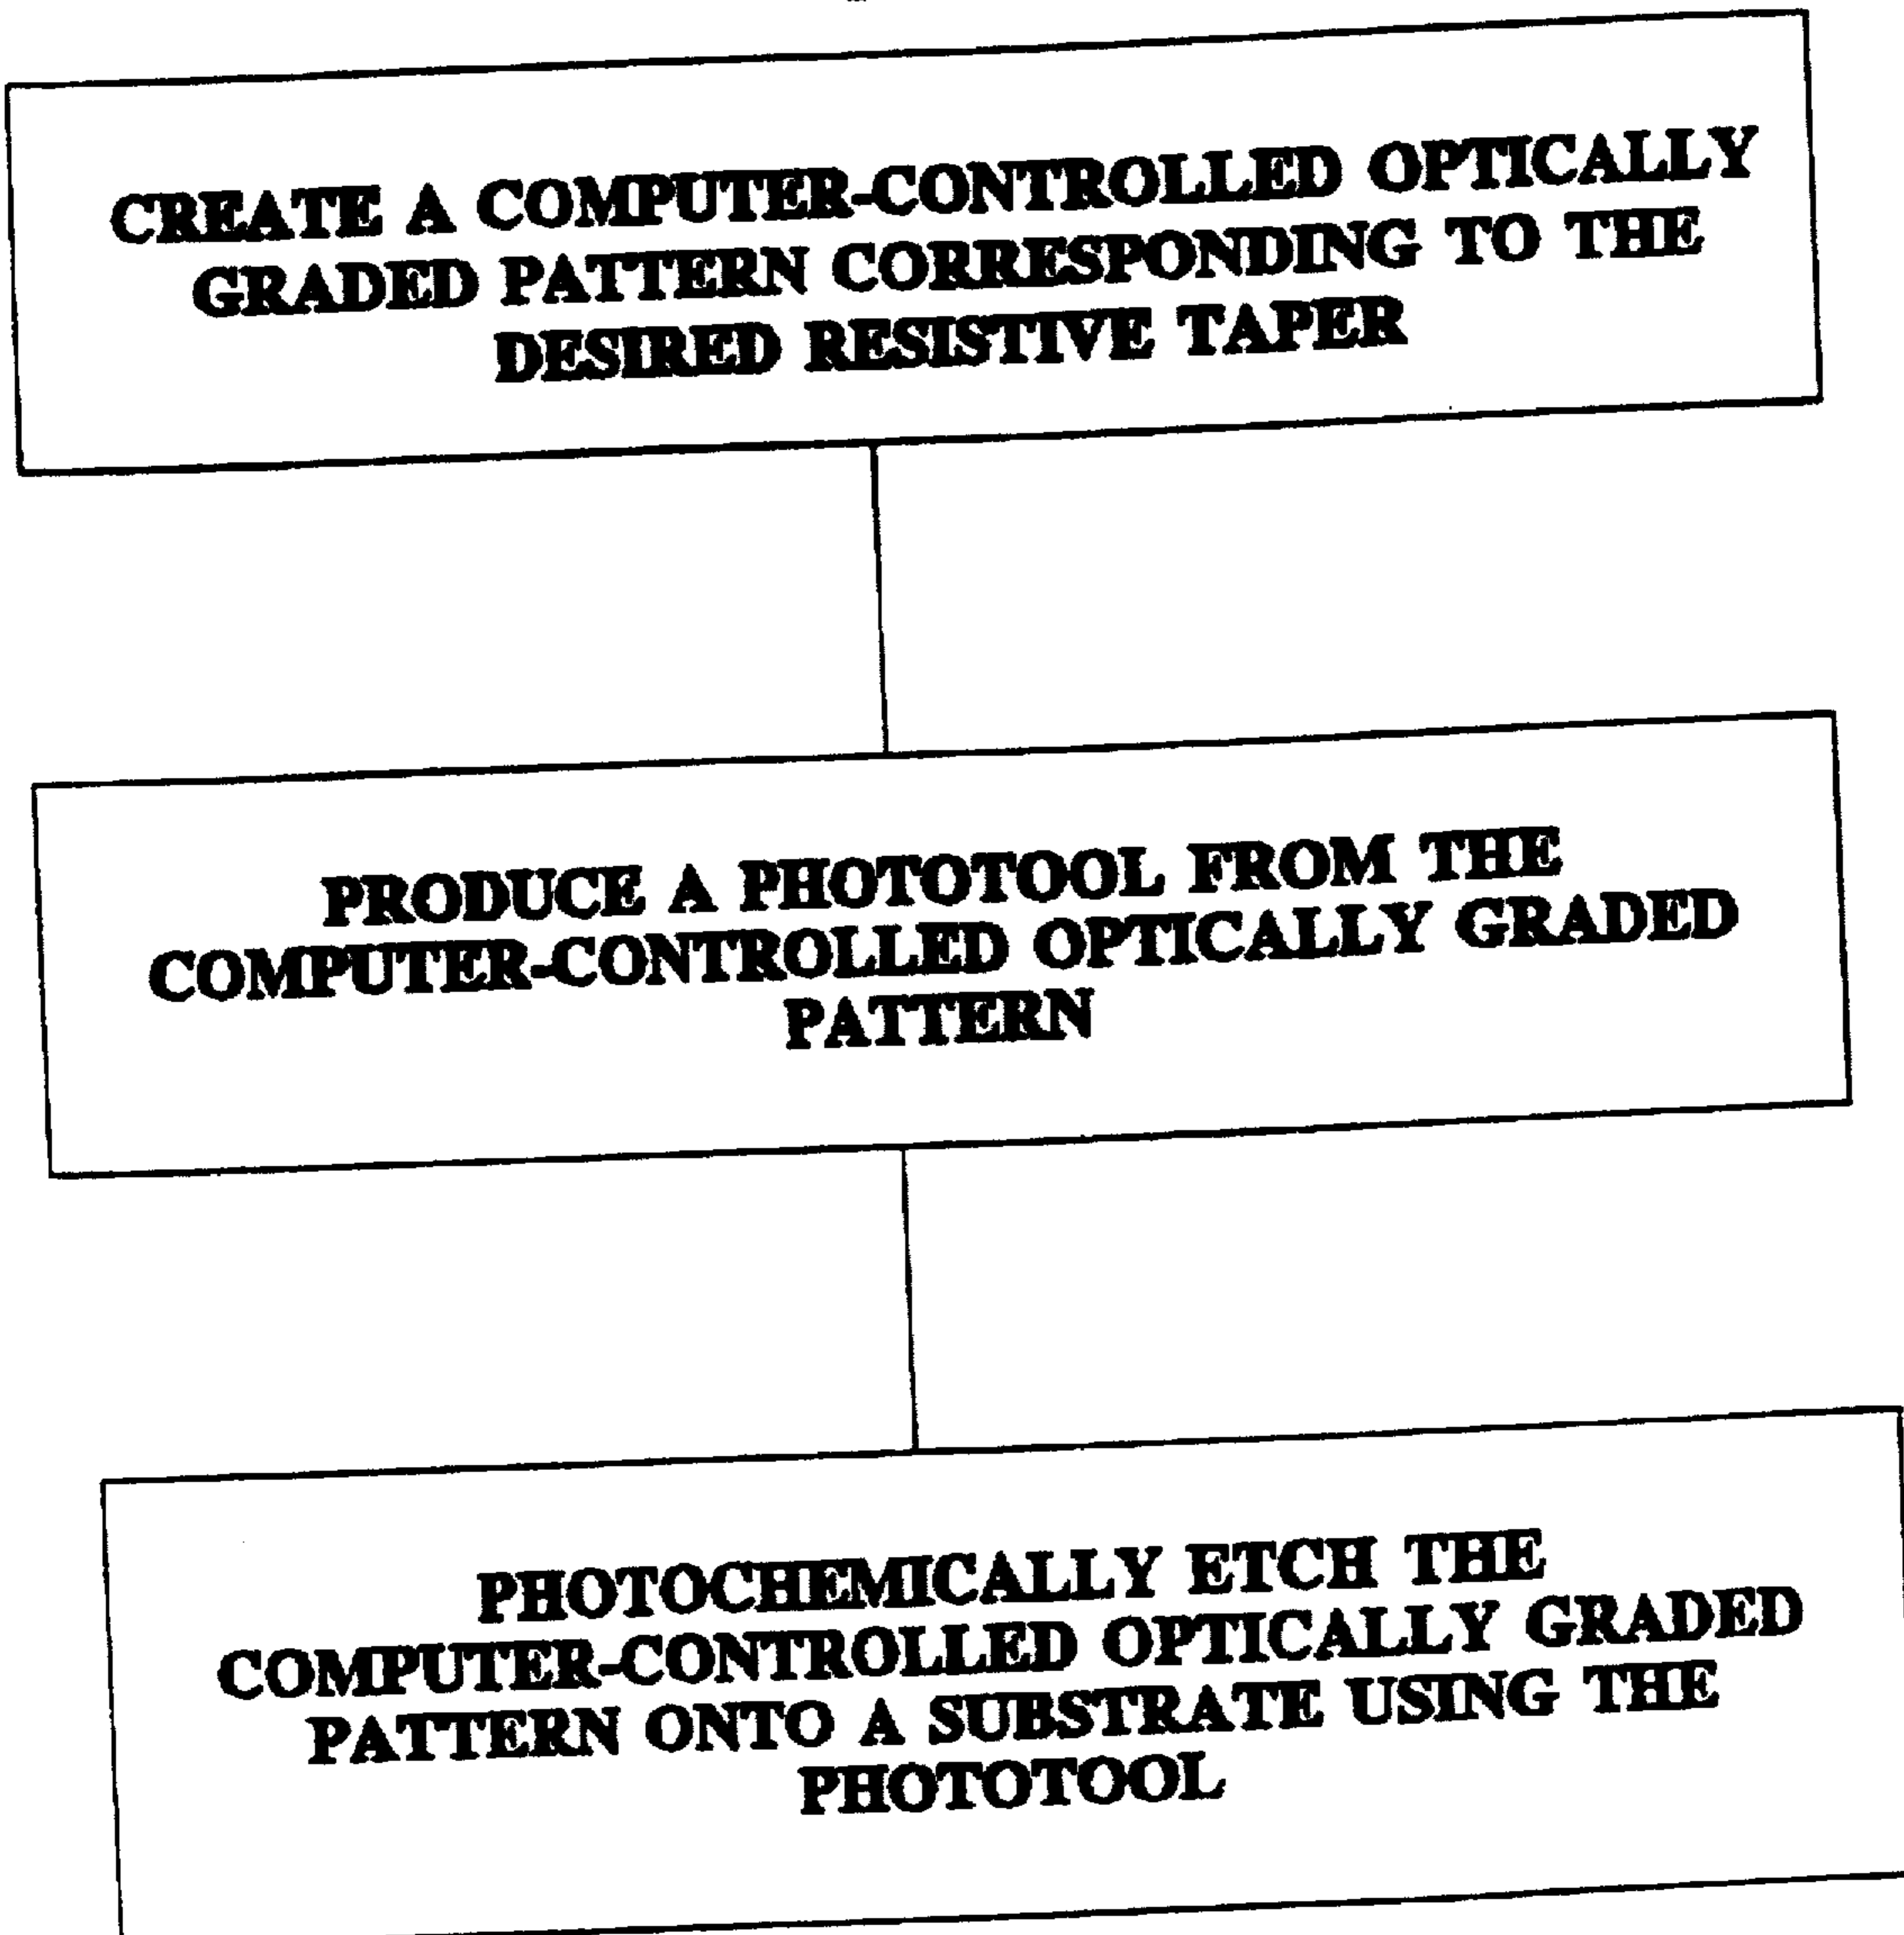 CREATE A COMPUTER-CONTROLLED OPTICALLY
GRADED PATTERN CORRESPONDING TO THE
DESIRED RESISTIVE TAPER
PRODUCE A PHOTOTOOL FROM THE
COMPUTER-CONTROLLED OPTICALLY GRADED
PATTERN
PHOTOCHEMICALLY ETCH THE
COMPUTER-CONTROLLED OPTICALLY GRADED
PATTERN ONTO A SUBSTRATE USING THE
PHOTOTOOL